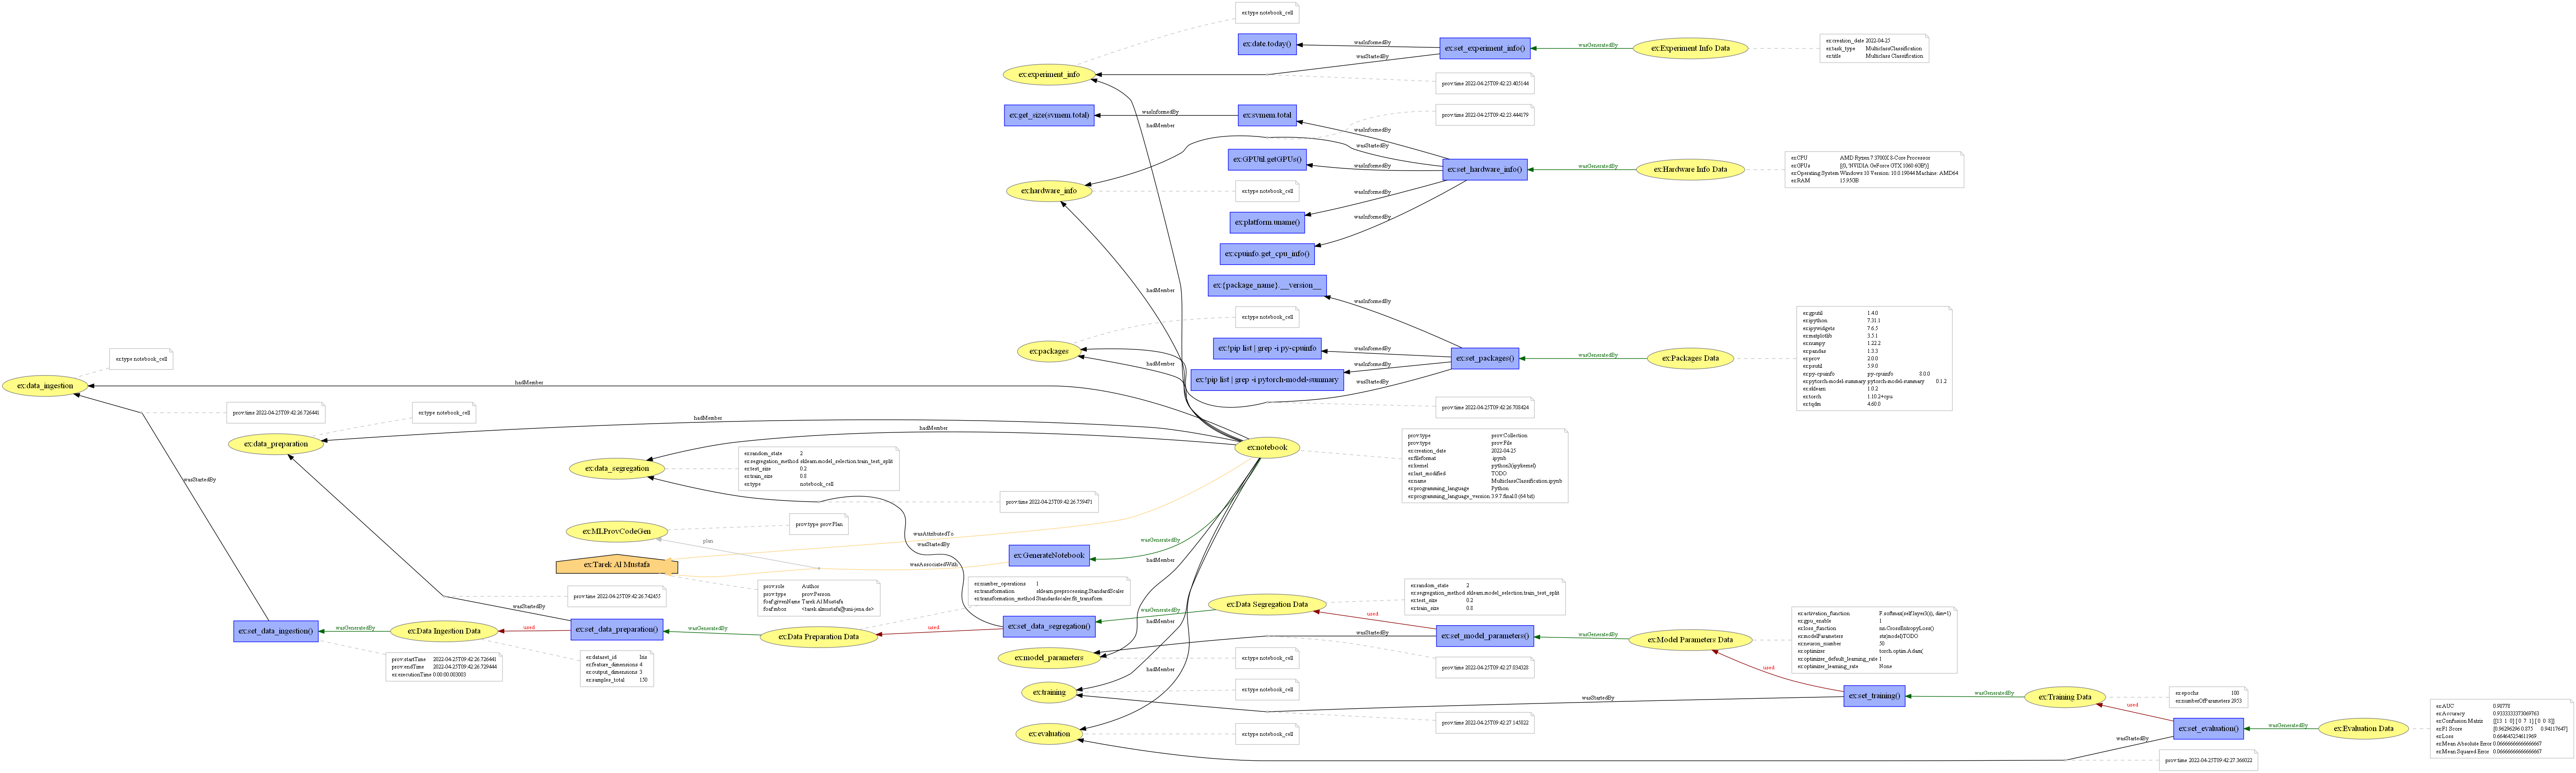 ex:type notebook_cell
ex:date.today()
wasInformedBy
ex:set_experiment_info()
wasGeneratedBy
ex:Experiment Info Data
ex:creation_date 2022-04-25
ex:task_type MulticlassClassification
ex:title Multiclass Classification
ex:experiment_info
wasStartedBy
prov:time 2022-04-25T09:42:23.405144
ex:get_size(svmem.total)
wasInformedBy
ex:svmem.total
prov:time 2022-04-25T09:42:23.444179
hadMember
wasInformedBy
wasStartedBy
ex:GPUtil.getGPUs()
wasInformedBy
ex:set_hardware_info()
wasGeneratedBy
ex:Hardware Info Data
ex:CPU AMD Ryzen 7 3700X 8-Core Processor
ex:GPUs [(0, 'NVIDIA GeForce GTX 1060 6GB')]
ex:Operating System Windows 10 Version: 10.0.19044 Machine: AMD64
ex:RAM 15.95GB
ex:hardware_info
ex:type notebook_cell
wasInformedBy
wasInformedBy
ex:platform.uname()
ex:cpuinfo.get_cpu_info()
hadMember
ex:{package_name}.__version__
wasInformedBy
ex:type notebook_cell
ex:packages
hadMember
ex:!pip list | grep -i py-cpuinfo
wasInformedBy
wasInformedBy
ex:set_packages()
wasGeneratedBy
ex:Packages Data
ex:gputil 1.4.0
ex:ipython 7.31.1
ex:ipywidgets 7.6.5
ex:matplotlib 3.5.1
ex:numpy 1.22.2
ex:pandas 1.3.3
ex:prov 2.0.0
ex:psutil 5.9.0
ex:py-cpuinfo py-cpuinfo 8.0.0
ex:pytorch-model-summary pytorch-model-summary 0.1.2
ex:sklearn 1.0.2
ex:torch 1.10.2+cpu
ex:tqdm 4.60.0
ex:!pip list | grep -i pytorch-model-summary
wasStartedBy
prov:time 2022-04-25T09:42:26.708424
ex:type notebook_cell
ex:data_ingestion
hadMember
prov:time 2022-04-25T09:42:26.726441
ex:type notebook_cell
ex:data_preparation
hadMember
hadMember
ex:notebook
prov:type prov:Collection
prov:type prov:File
ex:creation_date 2022-04-25
ex:fileformat .ipynb
ex:kernel python3(ipykernel)
ex:last_modified TODO
ex:name MulticlassClassification.ipynb
ex:programming_language Python
ex:programming_language_version 3.9.7.final.0 (64 bit)
ex:data_segregation
ex:random_state 2
ex:segregation_method sklearn.model_selection.train_test_split
ex:test_size 0.2
ex:train_size 0.8
ex:type notebook_cell
wasStartedBy
prov:time 2022-04-25T09:42:26.759471
ex:MLProvCodeGen
prov:type prov:Plan
plan
wasAttributedTo
wasStartedBy
wasGeneratedBy
ex:GenerateNotebook
ex:Tarek Al Mustafa
wasAssociatedWith
hadMember
prov:role Author
prov:type prov:Person
foaf:givenName Tarek Al Mustafa
foaf:mbox <tarek.almustafa@uni-jena.de>
ex:number_operations 1
ex:transformation sklearn.preprocessing.StandardScaler
ex:transformation_method Standardscaler.fit_transform
ex:random_state 2
ex:segregation_method sklearn.model_selection.train_test_split
ex:test_size 0.2
ex:train_size 0.8
prov:time 2022-04-25T09:42:26.742455
wasStartedBy
wasGeneratedBy
ex:Data Segregation Data
used
ex:set_data_ingestion()
wasGeneratedBy
ex:Data Ingestion Data
used
ex:set_data_preparation()
wasGeneratedBy
ex:Data Preparation Data
used
ex:set_data_segregation()
hadMember
wasStartedBy
ex:set_model_parameters()
wasGeneratedBy
ex:Model Parameters Data
ex:activation_function F.softmax(self.layer3(x), dim=1)
ex:gpu_enable 1
ex:loss_function nn.CrossEntropyLoss()
ex:modelParameters str(model)TODO
ex:neuron_number 50
ex:optimizer torch.optim.Adam(
ex:optimizer_default_learning_rate 1
ex:optimizer_learning_rate None
prov:startTime 2022-04-25T09:42:26.726441
prov:endTime 2022-04-25T09:42:26.729444
ex:executionTime 0:00:00.003003
ex:dataset_id Iris
ex:feature_dimensions 4
ex:output_dimensions 3
ex:samples_total 150
ex:model_parameters
ex:type notebook_cell
prov:time 2022-04-25T09:42:27.034328
hadMember
used
ex:training
ex:type notebook_cell
wasStartedBy
ex:set_training()
wasGeneratedBy
ex:Training Data
ex:epochs 100
ex:numberOfParameters 2953
prov:time 2022-04-25T09:42:27.145822
used
ex:evaluation
ex:type notebook_cell
wasStartedBy
ex:set_evaluation()
wasGeneratedBy
ex:Evaluation Data
ex:AUC 0.98778
ex:Accuracy 0.9333333373069763
ex:Confusion Matrix [[13 1 0] [ 0 7 1] [ 0 0 8]]
ex:F1 Score [0.96296296 0.875 0.94117647]
ex:Loss 0.664645254611969
ex:Mean Absolute Error 0.06666666666666667
ex:Mean Squared Error 0.06666666666666667
prov:time 2022-04-25T09:42:27.366022